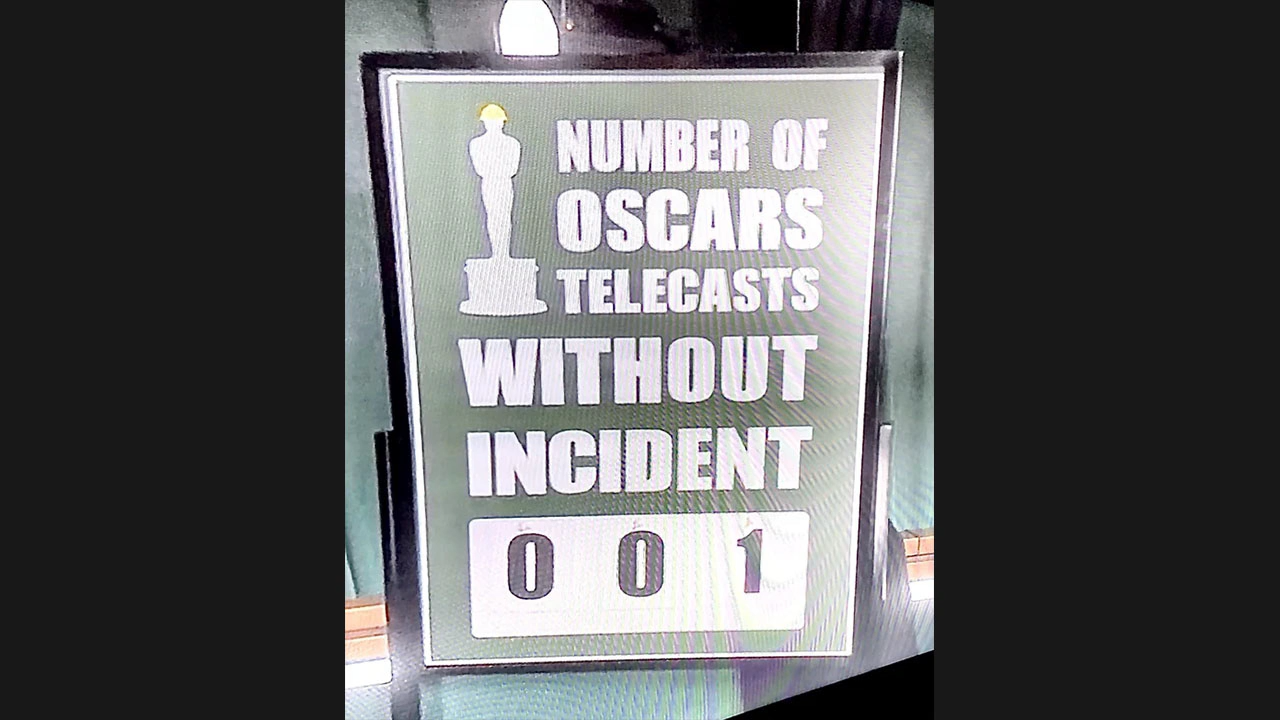 NUMBER OF
OSCARS
TELECASTS
WITHOUT
INCIDENT
0 0 1